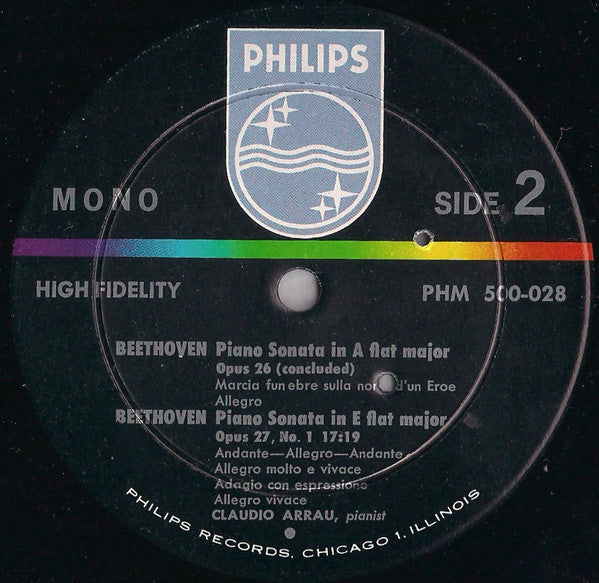 PHILIPS
MONO
SIDE 2
HIGH FIDELITY
PHM 500-028
BEETHOVEN Piano Sonata in A flat major
Opus 26 (concluded)
Marcia funebre sulla d'un Eroe
Allegro
BEETHOVEN Piano Sonata in E flat major
Opus 27, No. 1 17:19
Andante—Allegro—Andante
Allegro molto e vivace
Adagio con espressione
Allegro vivace
CLAUDIO ARRAU, pianist
PHILIPS RECORDS, CHICAGO 1, ILLINOIS